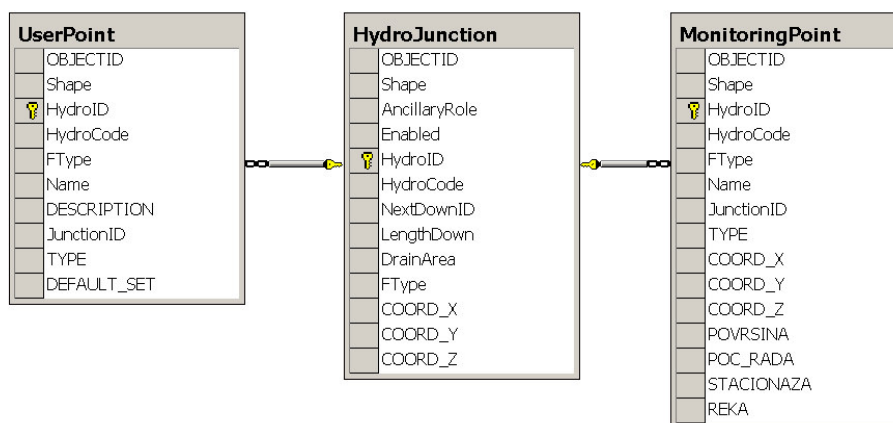 UserPoint
OBJECTID
Shape
HydroID
HydroCode
FType
Name
DESCRIPTION
JunctionID
TYPE
DEFAULT_SET
HydroJunction
OBJECTID
Shape
AncillaryRole
Enabled
HydroID
HydroCode
NextDownID
LengthDown
DrainArea
FType
COORD_X
COORD_Y
COORD_Z
MonitoringPoint
OBJECTID
Shape
HydroID
HydroCode
FType
Name
JunctionID
TYPE
COORD_X
COORD_Y
COORD_Z
POVRSINA
POC_RADA
STACIONAZA
REKA